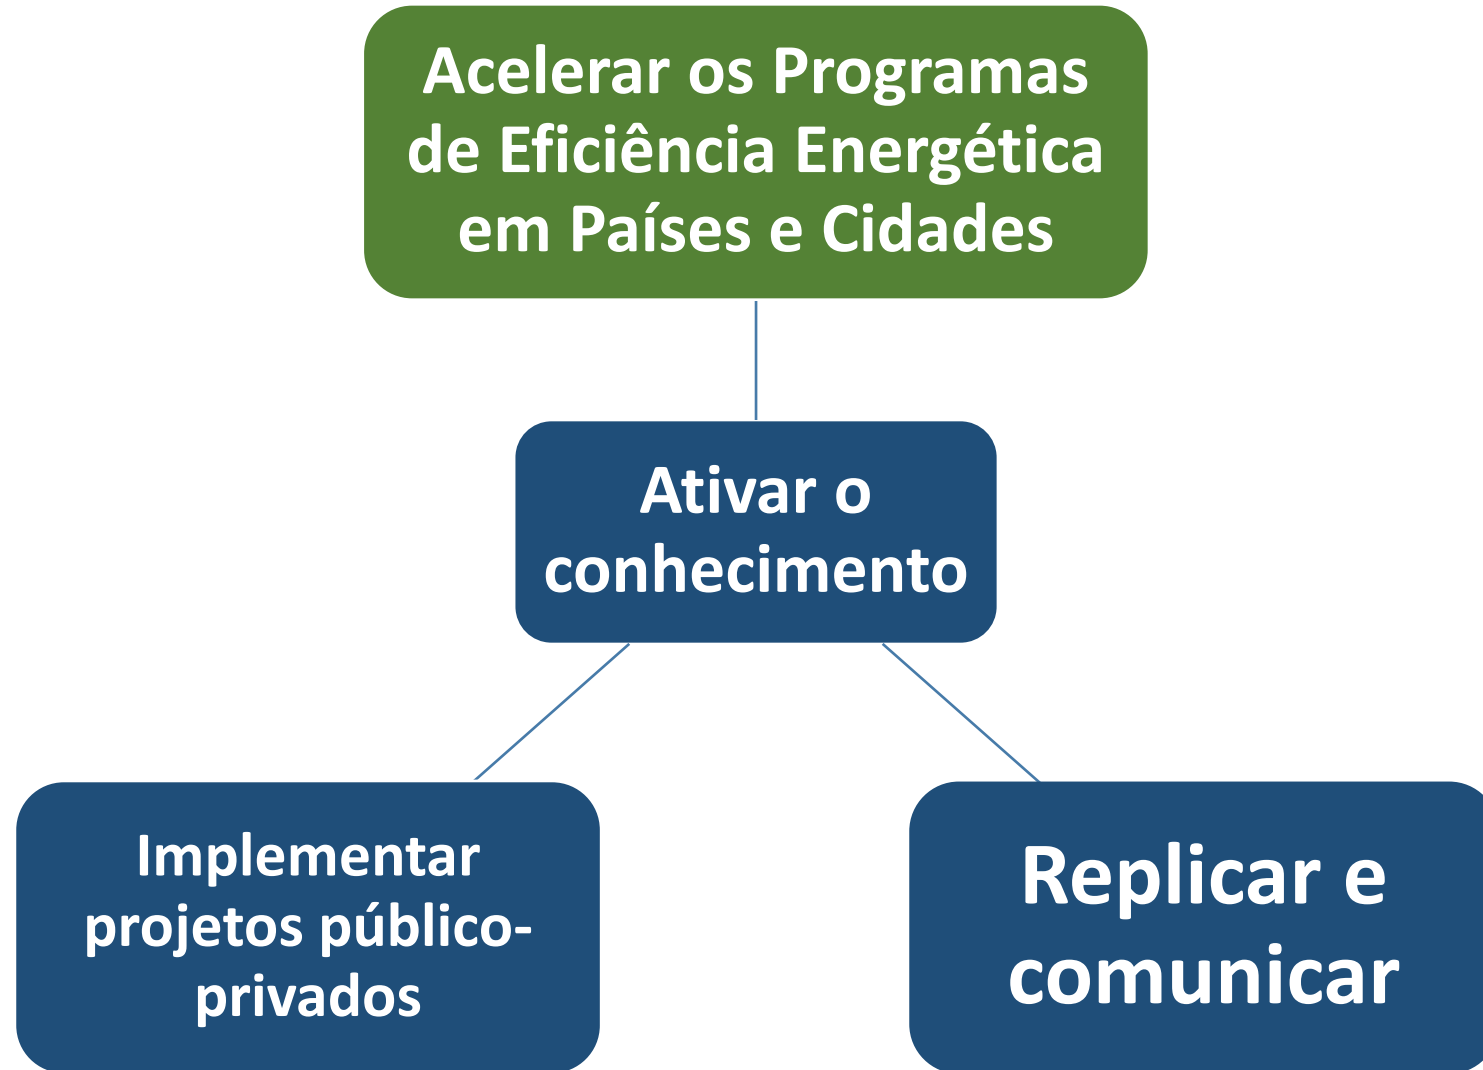 Acelerar os Programas
de Eficiência Energética
em Países e Cidades
Ativar o
conhecimento
Implementar
projetos público-
privados
Replicar e
comunicar